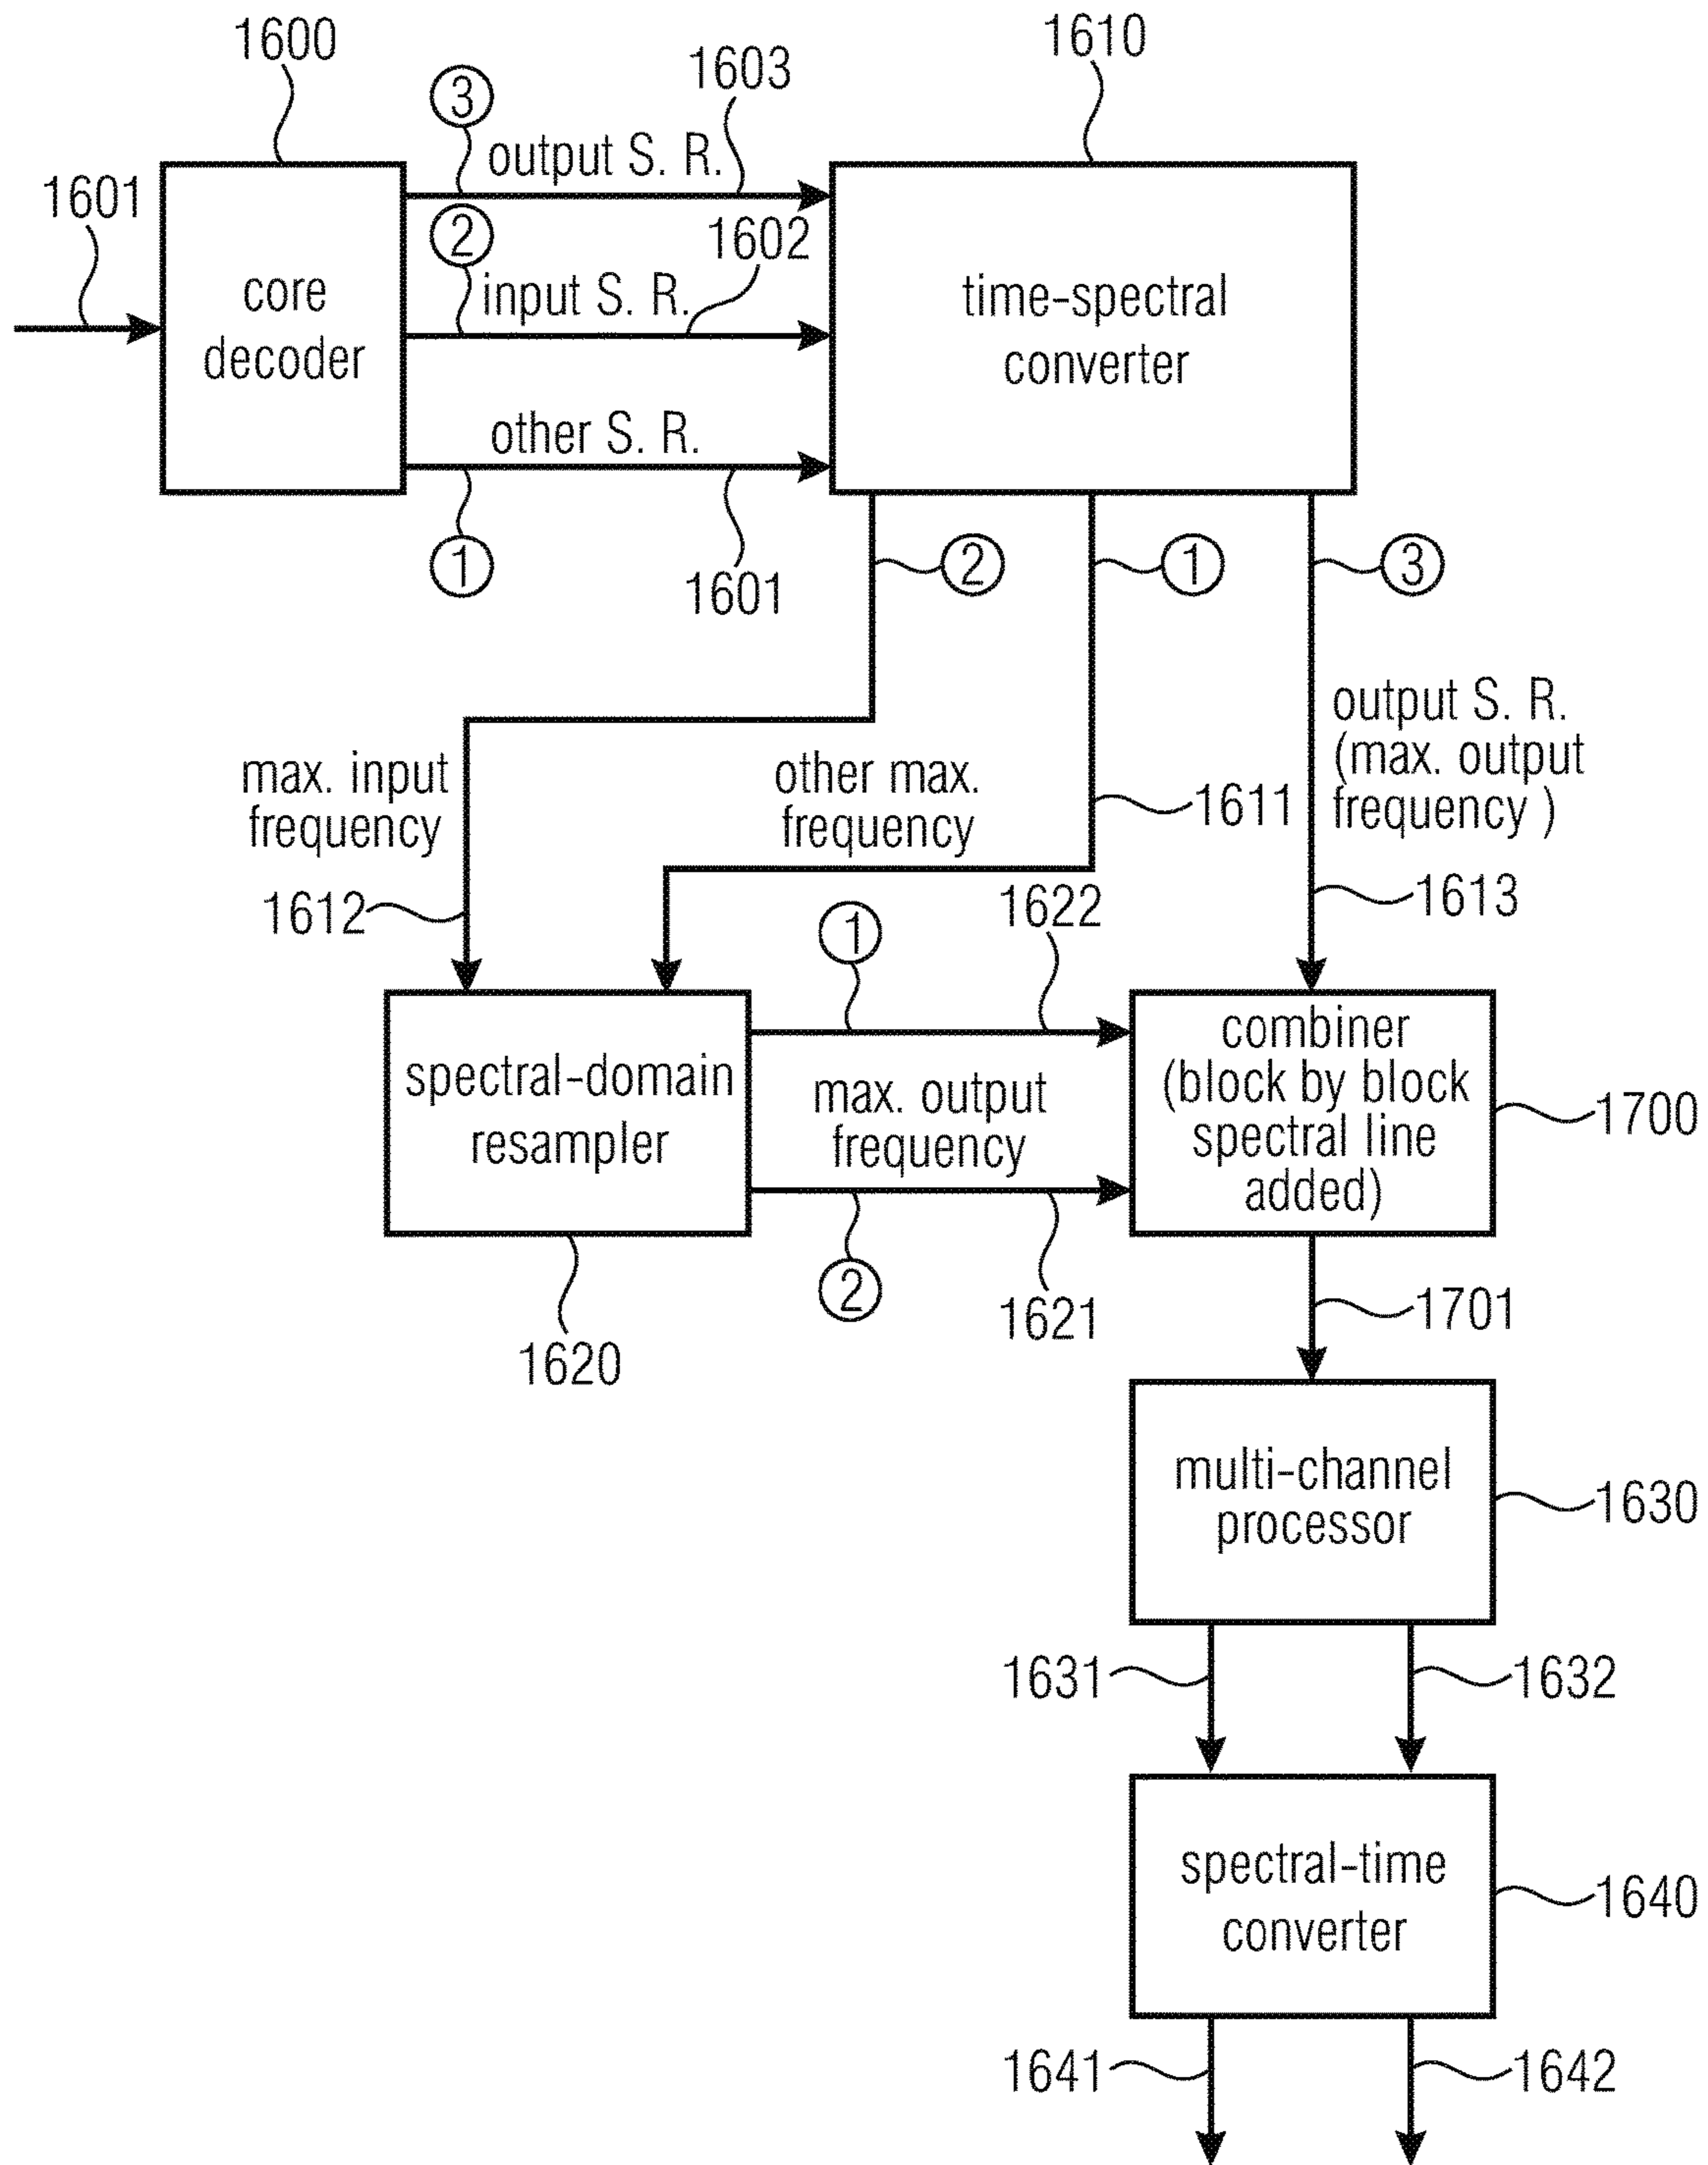 1600
1610
3
1603
output S. R.
1601
2
1602
core
decoder
input S. R.
time-spectral
converter
other S. R.
1
1601
2
1
3
output S. R.
(max. output
frequency )
max. input
frequency
other max.
frequency
1611
1612
1
1622
1613
spectral-domain
resampler
max. output
frequency
combiner
(block by block
spectral line
added)
1700
2
1621
1701
1620
multi-channel
processor
1630
1631
1632
spectral-time
converter
1640
1641
1642